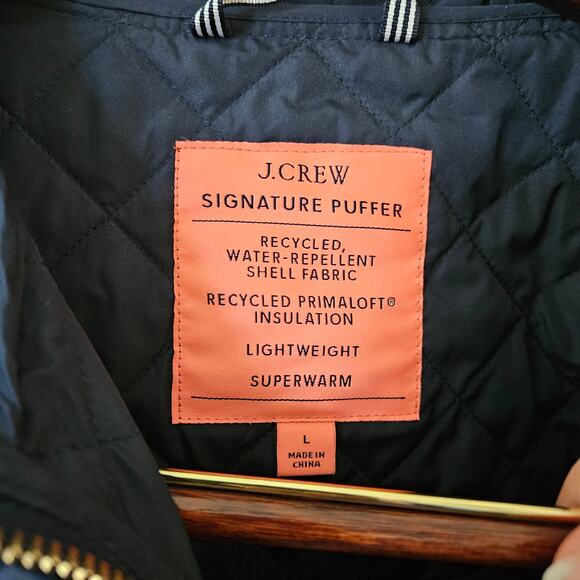 J.CREW
SIGNATURE PUFFER
RECYCLED,
WATER-REPELLENT
SHELL FABRIC
RECYCLED PRIMALOFT®
INSULATION
LIGHTWEIGHT
SUPERWARM
L
MADE IN
CHINA